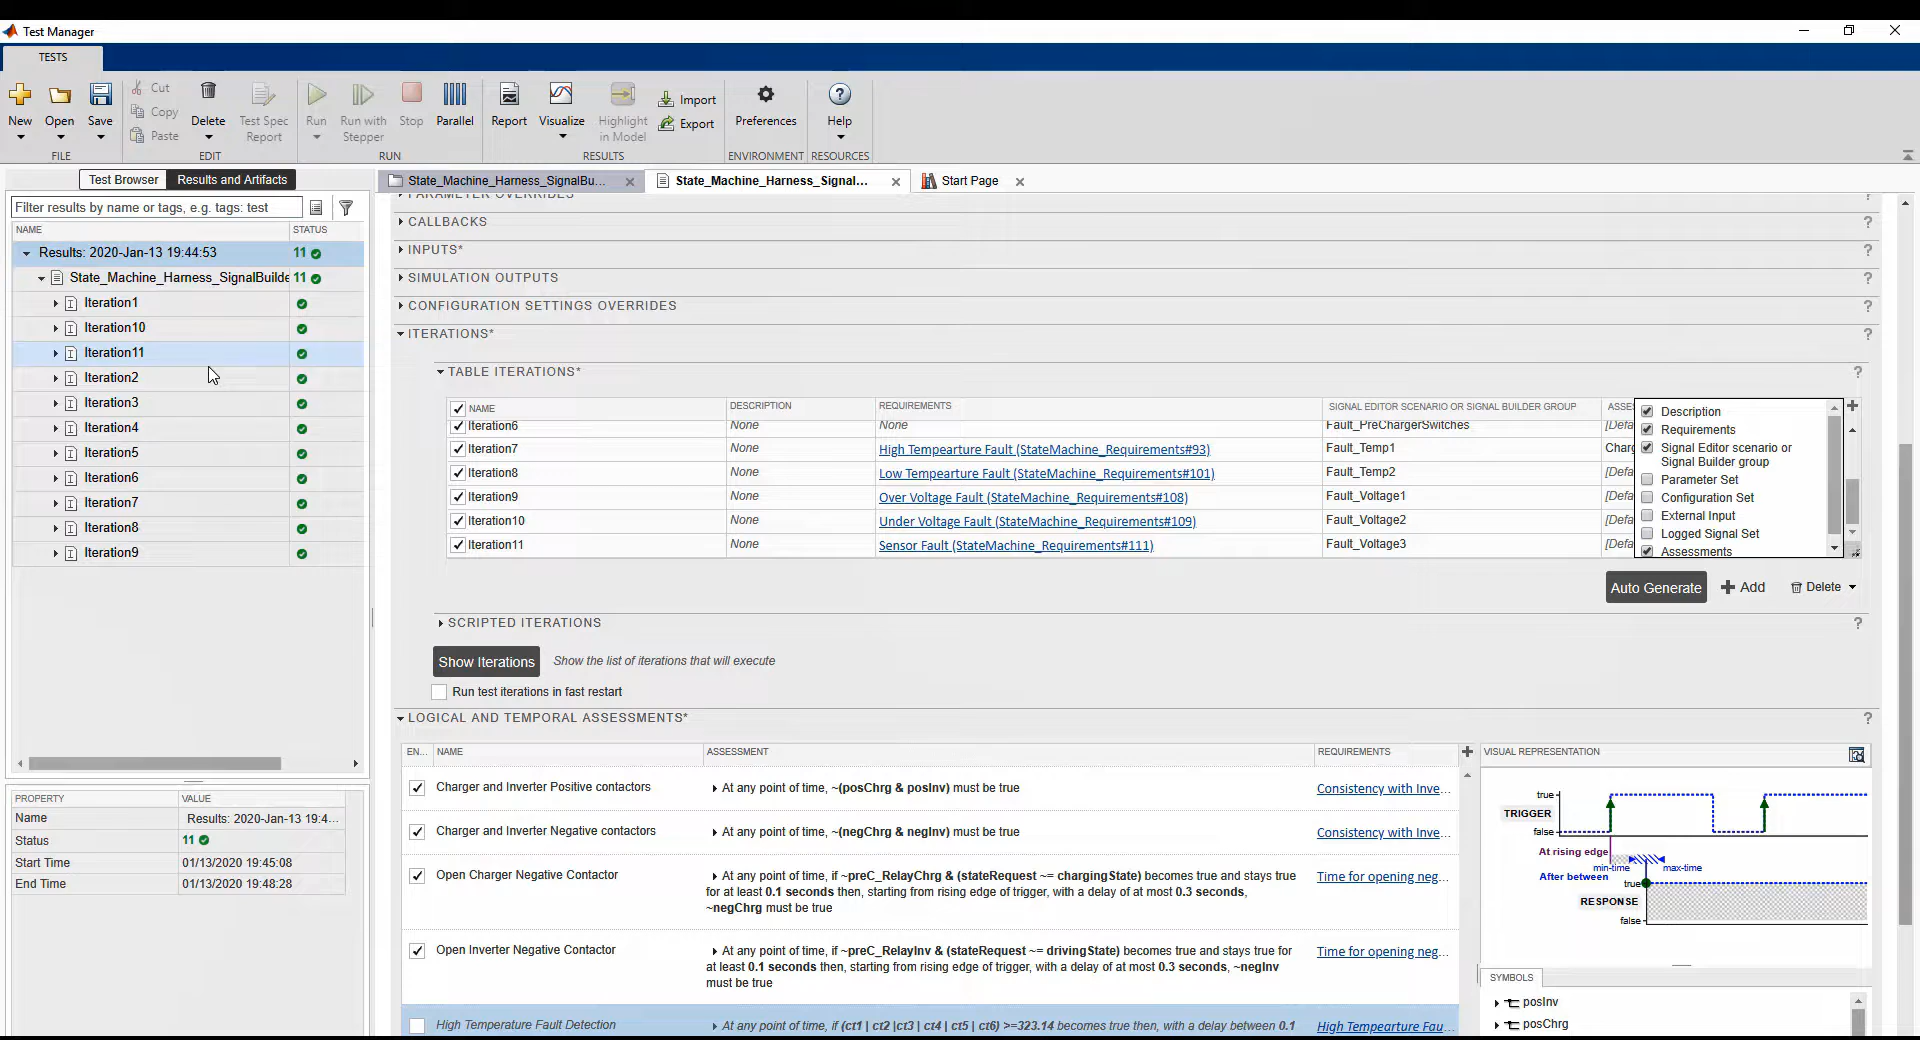 Test Manager
TESTS
New
Open
Save
Cut
Copy
Paste
Delete
Test Spec Report
Run
Run with Stepper
Stop
Parallel
Report
Visualize
Highlight in Model
Import
Export
Preferences
Help
FILE
EDIT
RUN
RESULTS
ENVIRONMENT
RESOURCES
Test Browser
Results and Artifacts
State_Machine_Harness_SignalBu...
State_Machine_Harness_Signal...
Start Page
Filter results by name or tags, e.g. tags: test
NAME STATUS
Results: 2020-Jan-13 19:44:53 11
State_Machine_Harness_SignalBuilde 11
Iteration1
Iteration10
Iteration11
Iteration2
Iteration3
Iteration4
Iteration5
Iteration6
Iteration7
Iteration8
Iteration9
PROPERTY VALUE
Name Results: 2020-Jan-13 19:4...
Status 11
Start Time 01/13/2020 19:45:08
End Time 01/13/2020 19:48:28
PARAMETER OVERRIDES ?
CALLBACKS ?
INPUTS* ?
SIMULATION OUTPUTS ?
CONFIGURATION SETTINGS OVERRIDES ?
ITERATIONS* ?
TABLE ITERATIONS* ?
NAME DESCRIPTION REQUIREMENTS SIGNAL EDITOR SCENARIO OR SIGNAL BUILDER GROUP ASSE
Iteration6 None None Fault_PreChargerSwitches [Defa
Iteration7 None High Tempearture Fault (StateMachine_Requirements#93) Fault_Temp1 Charg
Iteration8 None Low Tempearture Fault (StateMachine_Requirements#101) Fault_Temp2 [Defa
Iteration9 None Over Voltage Fault (StateMachine_Requirements#108) Fault_Voltage1 [Defa
Iteration10 None Under Voltage Fault (StateMachine_Requirements#109) Fault_Voltage2 [Defa
Iteration11 None Sensor Fault (StateMachine_Requirements#111) Fault_Voltage3 [Defa
Description
Requirements
Signal Editor scenario or
Signal Builder group
Parameter Set
Configuration Set
External Input
Logged Signal Set
Assessments
Auto Generate Add Delete
SCRIPTED ITERATIONS ?
Show Iterations Show the list of iterations that will execute
Run test iterations in fast restart
LOGICAL AND TEMPORAL ASSESSMENTS* ?
EN... NAME ASSESSMENT REQUIREMENTS
Charger and Inverter Positive contactors At any point of time, ~(posChrg & posInv) must be true Consistency with Inve...
Charger and Inverter Negative contactors At any point of time, ~(negChrg & negInv) must be true Consistency with Inve...
Open Charger Negative Contactor At any point of time, if ~preC_RelayChrg & (stateRequest ~= chargingState) becomes true and stays true Time for opening neg...
for at least 0.1 seconds then, starting from rising edge of trigger, with a delay of at most 0.3 seconds,
~negChrg must be true
Open Inverter Negative Contactor At any point of time, if ~preC_RelayInv & (stateRequest ~= drivingState) becomes true and stays true for Time for opening neg...
at least 0.1 seconds then, starting from rising edge of trigger, with a delay of at most 0.3 seconds, ~negInv
must be true
High Temperature Fault Detection At any point of time, if (ct1 | ct2 |ct3 | ct4 | ct5 | ct6) >=323.14 becomes true then, with a delay between 0.1 High Tempearture Fau...
VISUAL REPRESENTATION
true
TRIGGER
false
At rising edge
min-time max-time
After between
true
RESPONSE
false
SYMBOLS
posInv
posChrg